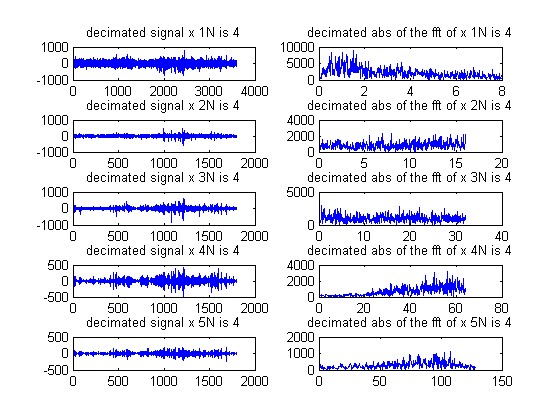 decimated signal x 1N is 4
1000
0
-1000
0 1000 2000 3000 4000
decimated abs of the fft of x 1N is 4
10000
5000
0
0 2 4 6 8
decimated signal x 2N is 4
1000
0
-1000
0 500 1000 1500 2000
decimated abs of the fft of x 2N is 4
4000
2000
0
0 5 10 15 20
decimated signal x 3N is 4
1000
0
-1000
0 500 1000 1500 2000
decimated abs of the fft of x 3N is 4
5000
0
0 10 20 30 40
decimated signal x 4N is 4
500
0
-500
0 500 1000 1500 2000
decimated abs of the fft of x 4N is 4
4000
2000
0
0 20 40 60 80
decimated signal x 5N is 4
500
0
-500
0 500 1000 1500 2000
decimated abs of the fft of x 5N is 4
2000
1000
0
0 50 100 150